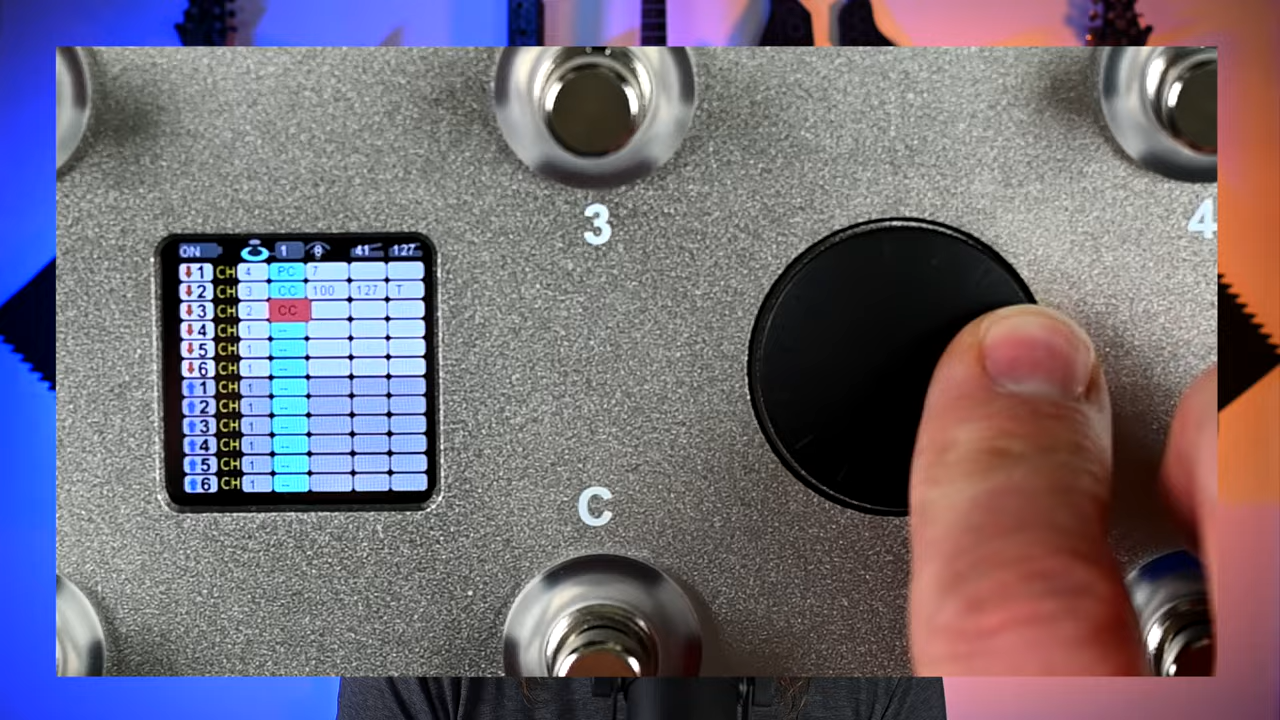 3
4
ON 1 8 41 127
1 CH 4 PC 7
2 CH 3 CC 100 127 T
3 CH 2 CC
4 CH 1 --
5 CH 1 --
6 CH 1 --
1 CH 1 --
2 CH 1 --
3 CH 1 --
4 CH 1 --
5 CH 1 --
6 CH 1 --
C